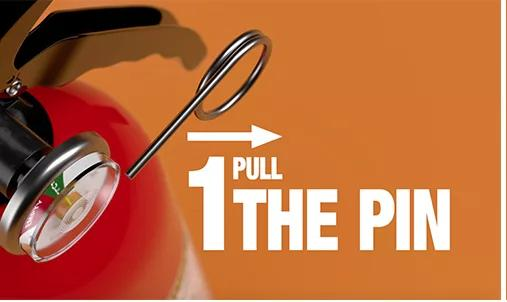 1 PULL
THE PIN